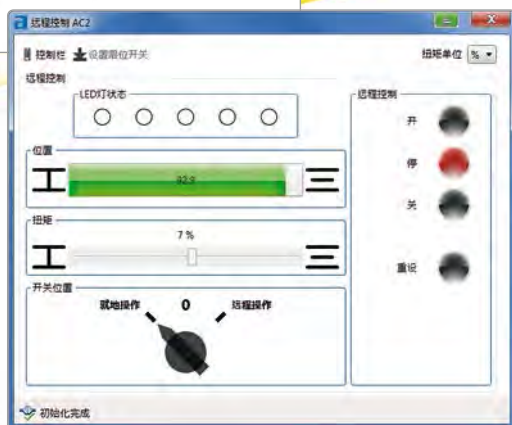 远程控制 AC2
控制栏 设置限位开关 扭矩单位 %
远程控制
LED灯状态
远程控制
开
停
关
重设
位置
92.9
扭矩
7 %
开关位置
就地操作 0 远程操作
初始化完成